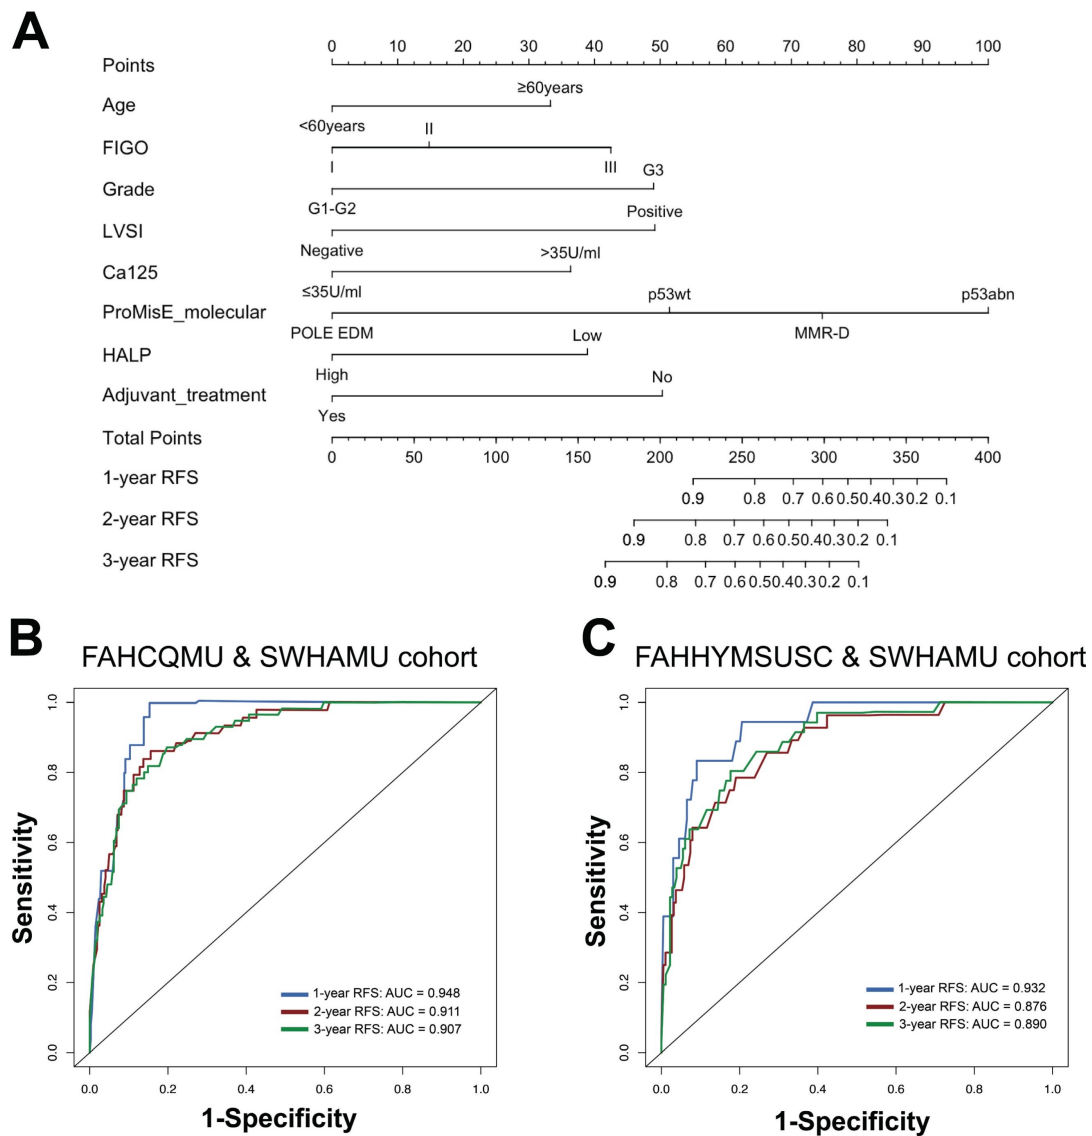 A
Points
0 10 20 30 40 50 60 70 80 90 100
Age
≥60years
<60years
FIGO
II
I
III
Grade
G3
G1-G2
LVSI
Positive
Negative
Ca125
>35U/ml
≤35U/ml
ProMisE_molecular
p53wt
p53abn
POLE EDM
MMR-D
HALP
Low
High
Adjuvant_treatment
No
Yes
Total Points
0 50 100 150 200 250 300 350 400
1-year RFS
0.9 0.8 0.7 0.6 0.5 0.4 0.3 0.2 0.1
2-year RFS
0.9 0.8 0.7 0.6 0.5 0.4 0.3 0.2 0.1
3-year RFS
0.9 0.8 0.7 0.6 0.5 0.4 0.3 0.2 0.1
B
FAHCQMU & SWHAMU cohort
Sensitivity
1.0
0.8
0.6
0.4
0.2
0.0
1-year RFS: AUC = 0.948
2-year RFS: AUC = 0.911
3-year RFS: AUC = 0.907
0.0 0.2 0.4 0.6 0.8 1.0
1-Specificity
C
FAHHYMSUSC & SWHAMU cohort
Sensitivity
1.0
0.8
0.6
0.4
0.2
0.0
1-year RFS: AUC = 0.932
2-year RFS: AUC = 0.876
3-year RFS: AUC = 0.890
0.0 0.2 0.4 0.6 0.8 1.0
1-Specificity